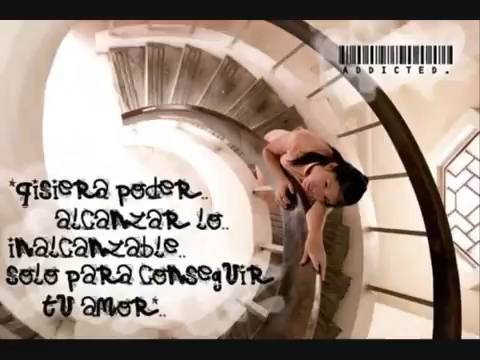 ADDICTED.
*QISIERA PODER..
ALCANZAR LO..
INALCANZABLE..
SOLO PARA CONSEGUIR
TU AMOR*..